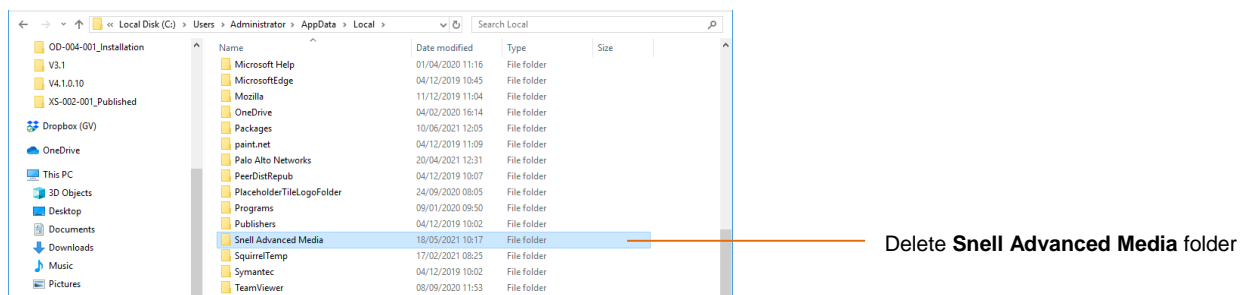 « Local Disk (C:) › Users › Administrator › AppData › Local › Search Local
Name Date modified Type Size
OD-004-001_Installation
V3.1
V4.1.0.10
XS-002-001_Published
Dropbox (GV)
OneDrive
This PC
3D Objects
Desktop
Documents
Downloads
Music
Pictures
Microsoft Help 01/04/2020 11:16 File folder
MicrosoftEdge 04/12/2019 10:45 File folder
Mozilla 11/12/2019 11:04 File folder
OneDrive 04/02/2020 16:14 File folder
Packages 10/06/2021 12:05 File folder
paint.net 04/12/2019 11:09 File folder
Palo Alto Networks 20/04/2021 12:31 File folder
PeerDistRepub 04/12/2019 10:07 File folder
PlaceholderTileLogoFolder 24/09/2020 08:05 File folder
Programs 09/01/2020 09:50 File folder
Publishers 04/12/2019 10:02 File folder
Snell Advanced Media 18/05/2021 10:17 File folder
SquirrelTemp 17/02/2021 08:25 File folder
Symantec 04/12/2019 10:02 File folder
TeamViewer 08/09/2020 11:53 File folder
Delete Snell Advanced Media folder